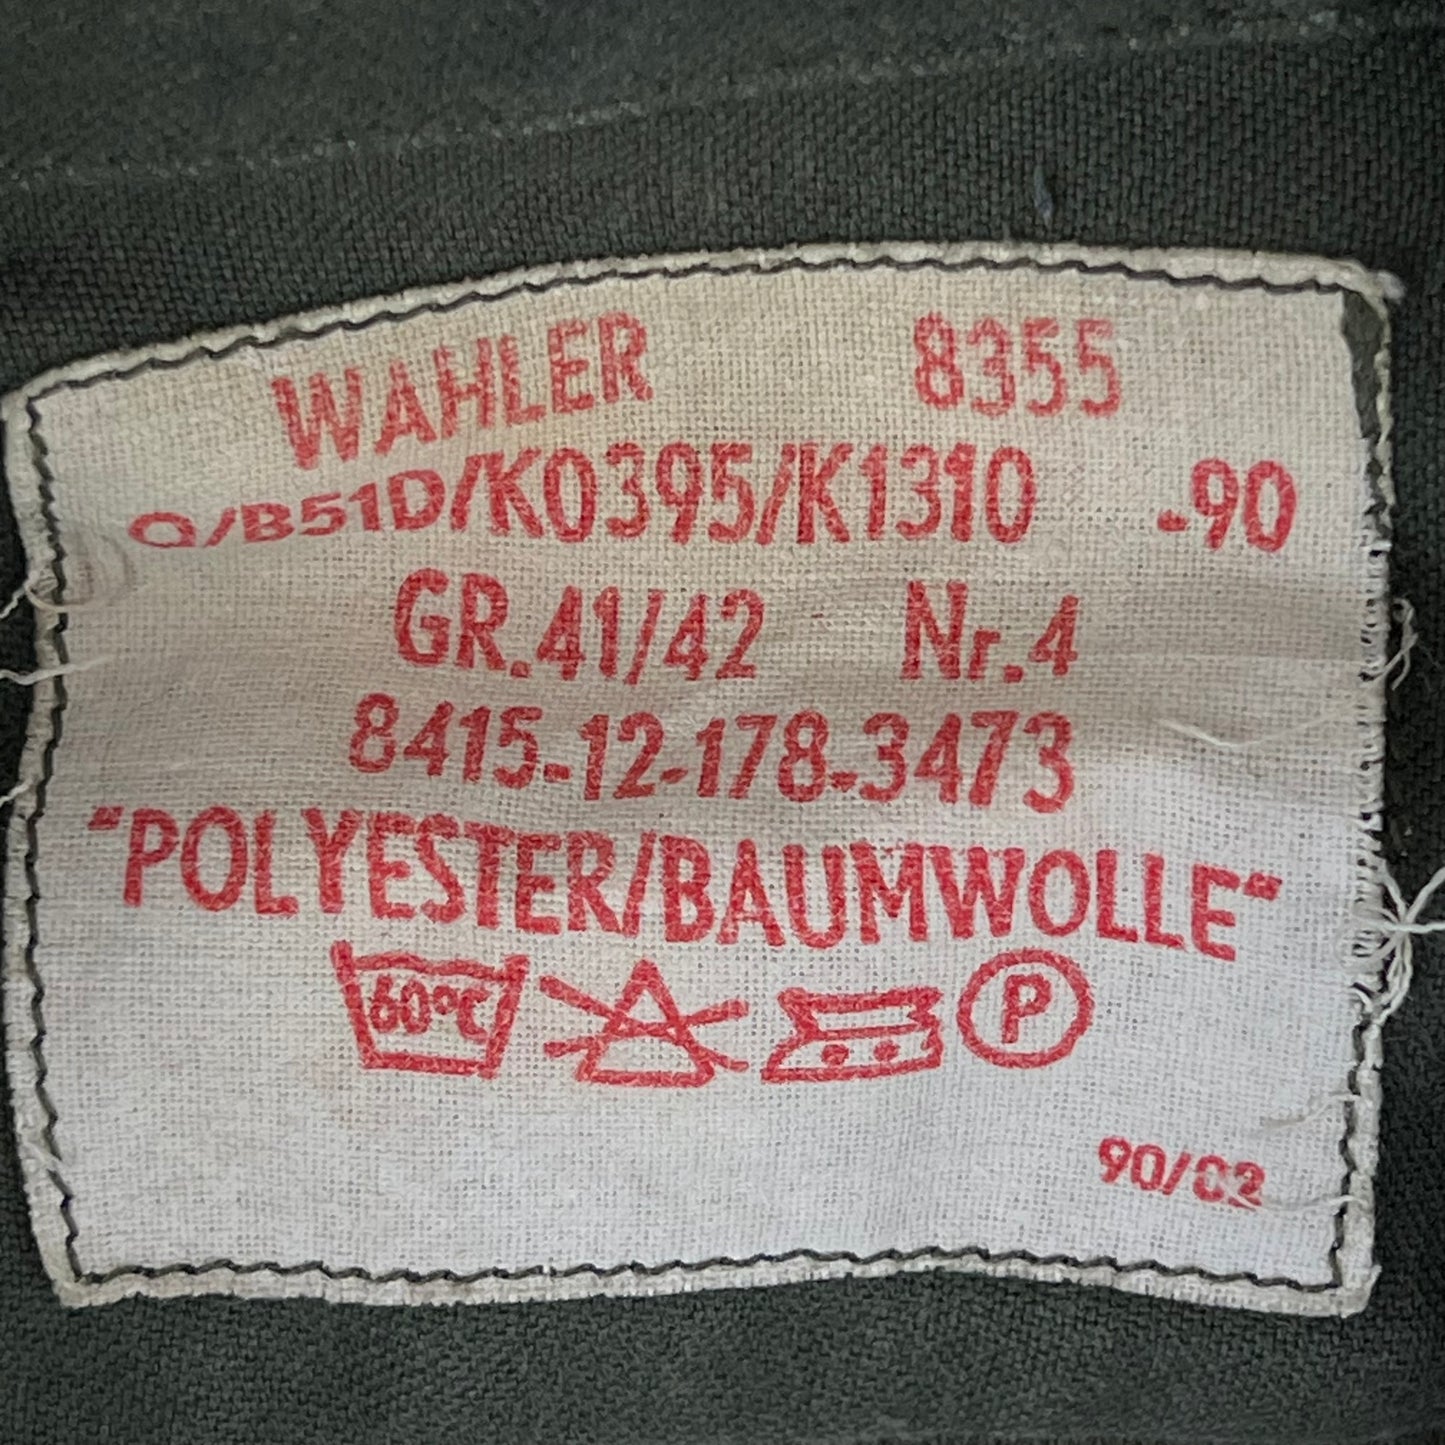 WAHLER 8355
Q/B51D/K0395/K1310 -90
GR.41/42 Nr.4
8415-12-178-3473
"POLYESTER/BAUMWOLLE"
60°C P
90/02